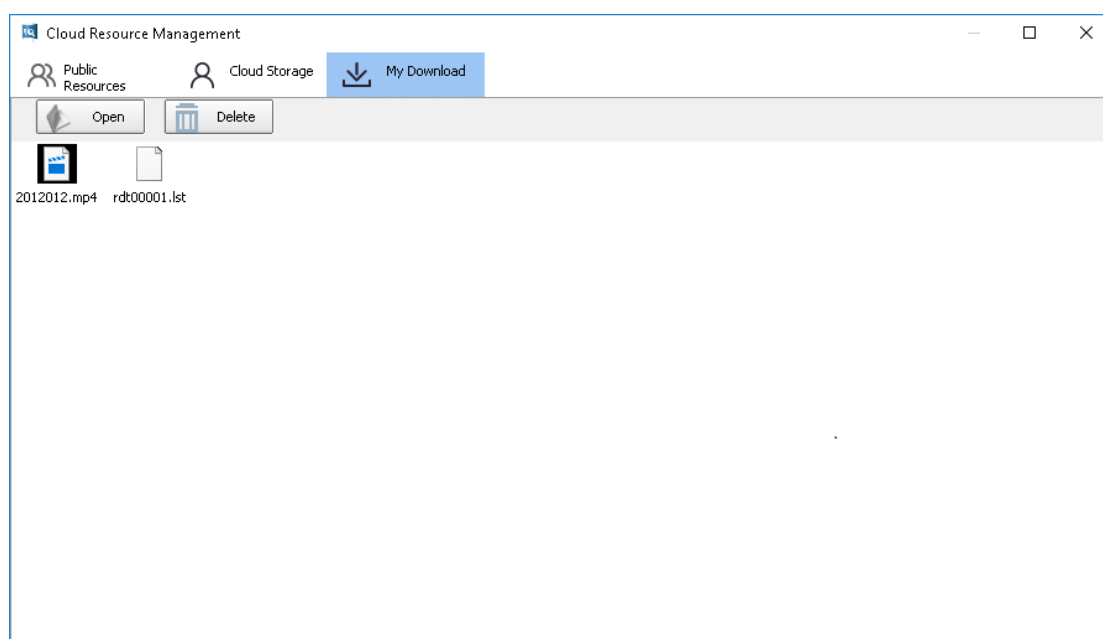 Cloud Resource Management
Public
Resources
Cloud Storage
My Download
Open
Delete
2012012.mp4
rdt00001.lst